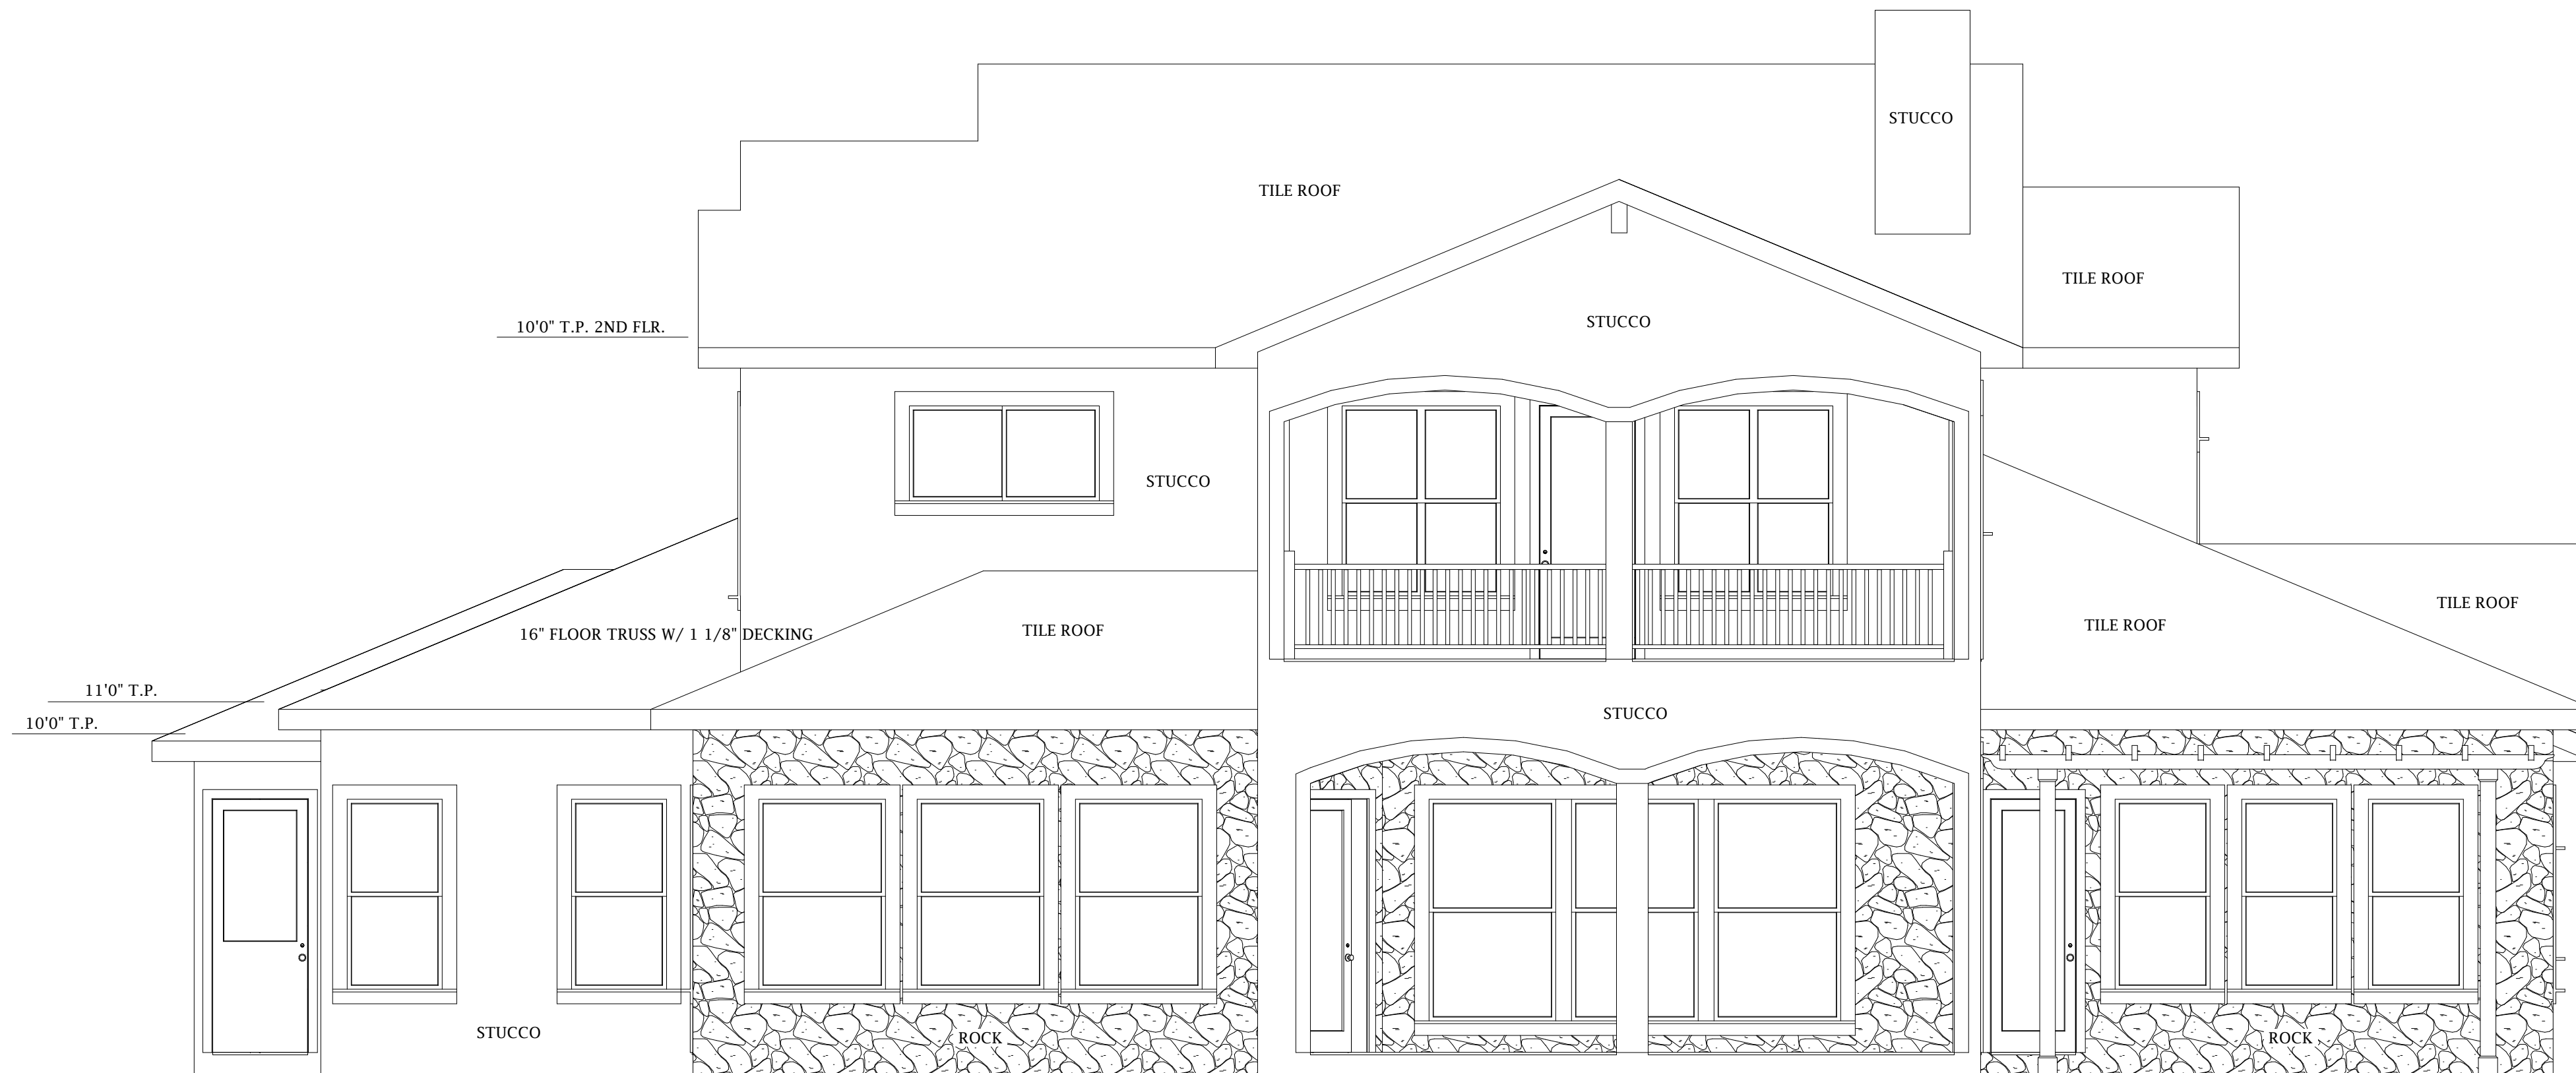 STUCCO
TILE ROOF
TILE ROOF
STUCCO
10'0" T.P. 2ND FLR.
STUCCO
TILE ROOF
TILE ROOF
TILE ROOF
16" FLOOR TRUSS W/ 1 1/8" DECKING
11'0" T.P.
STUCCO
10'0" T.P.
STUCCO
ROCK
ROCK